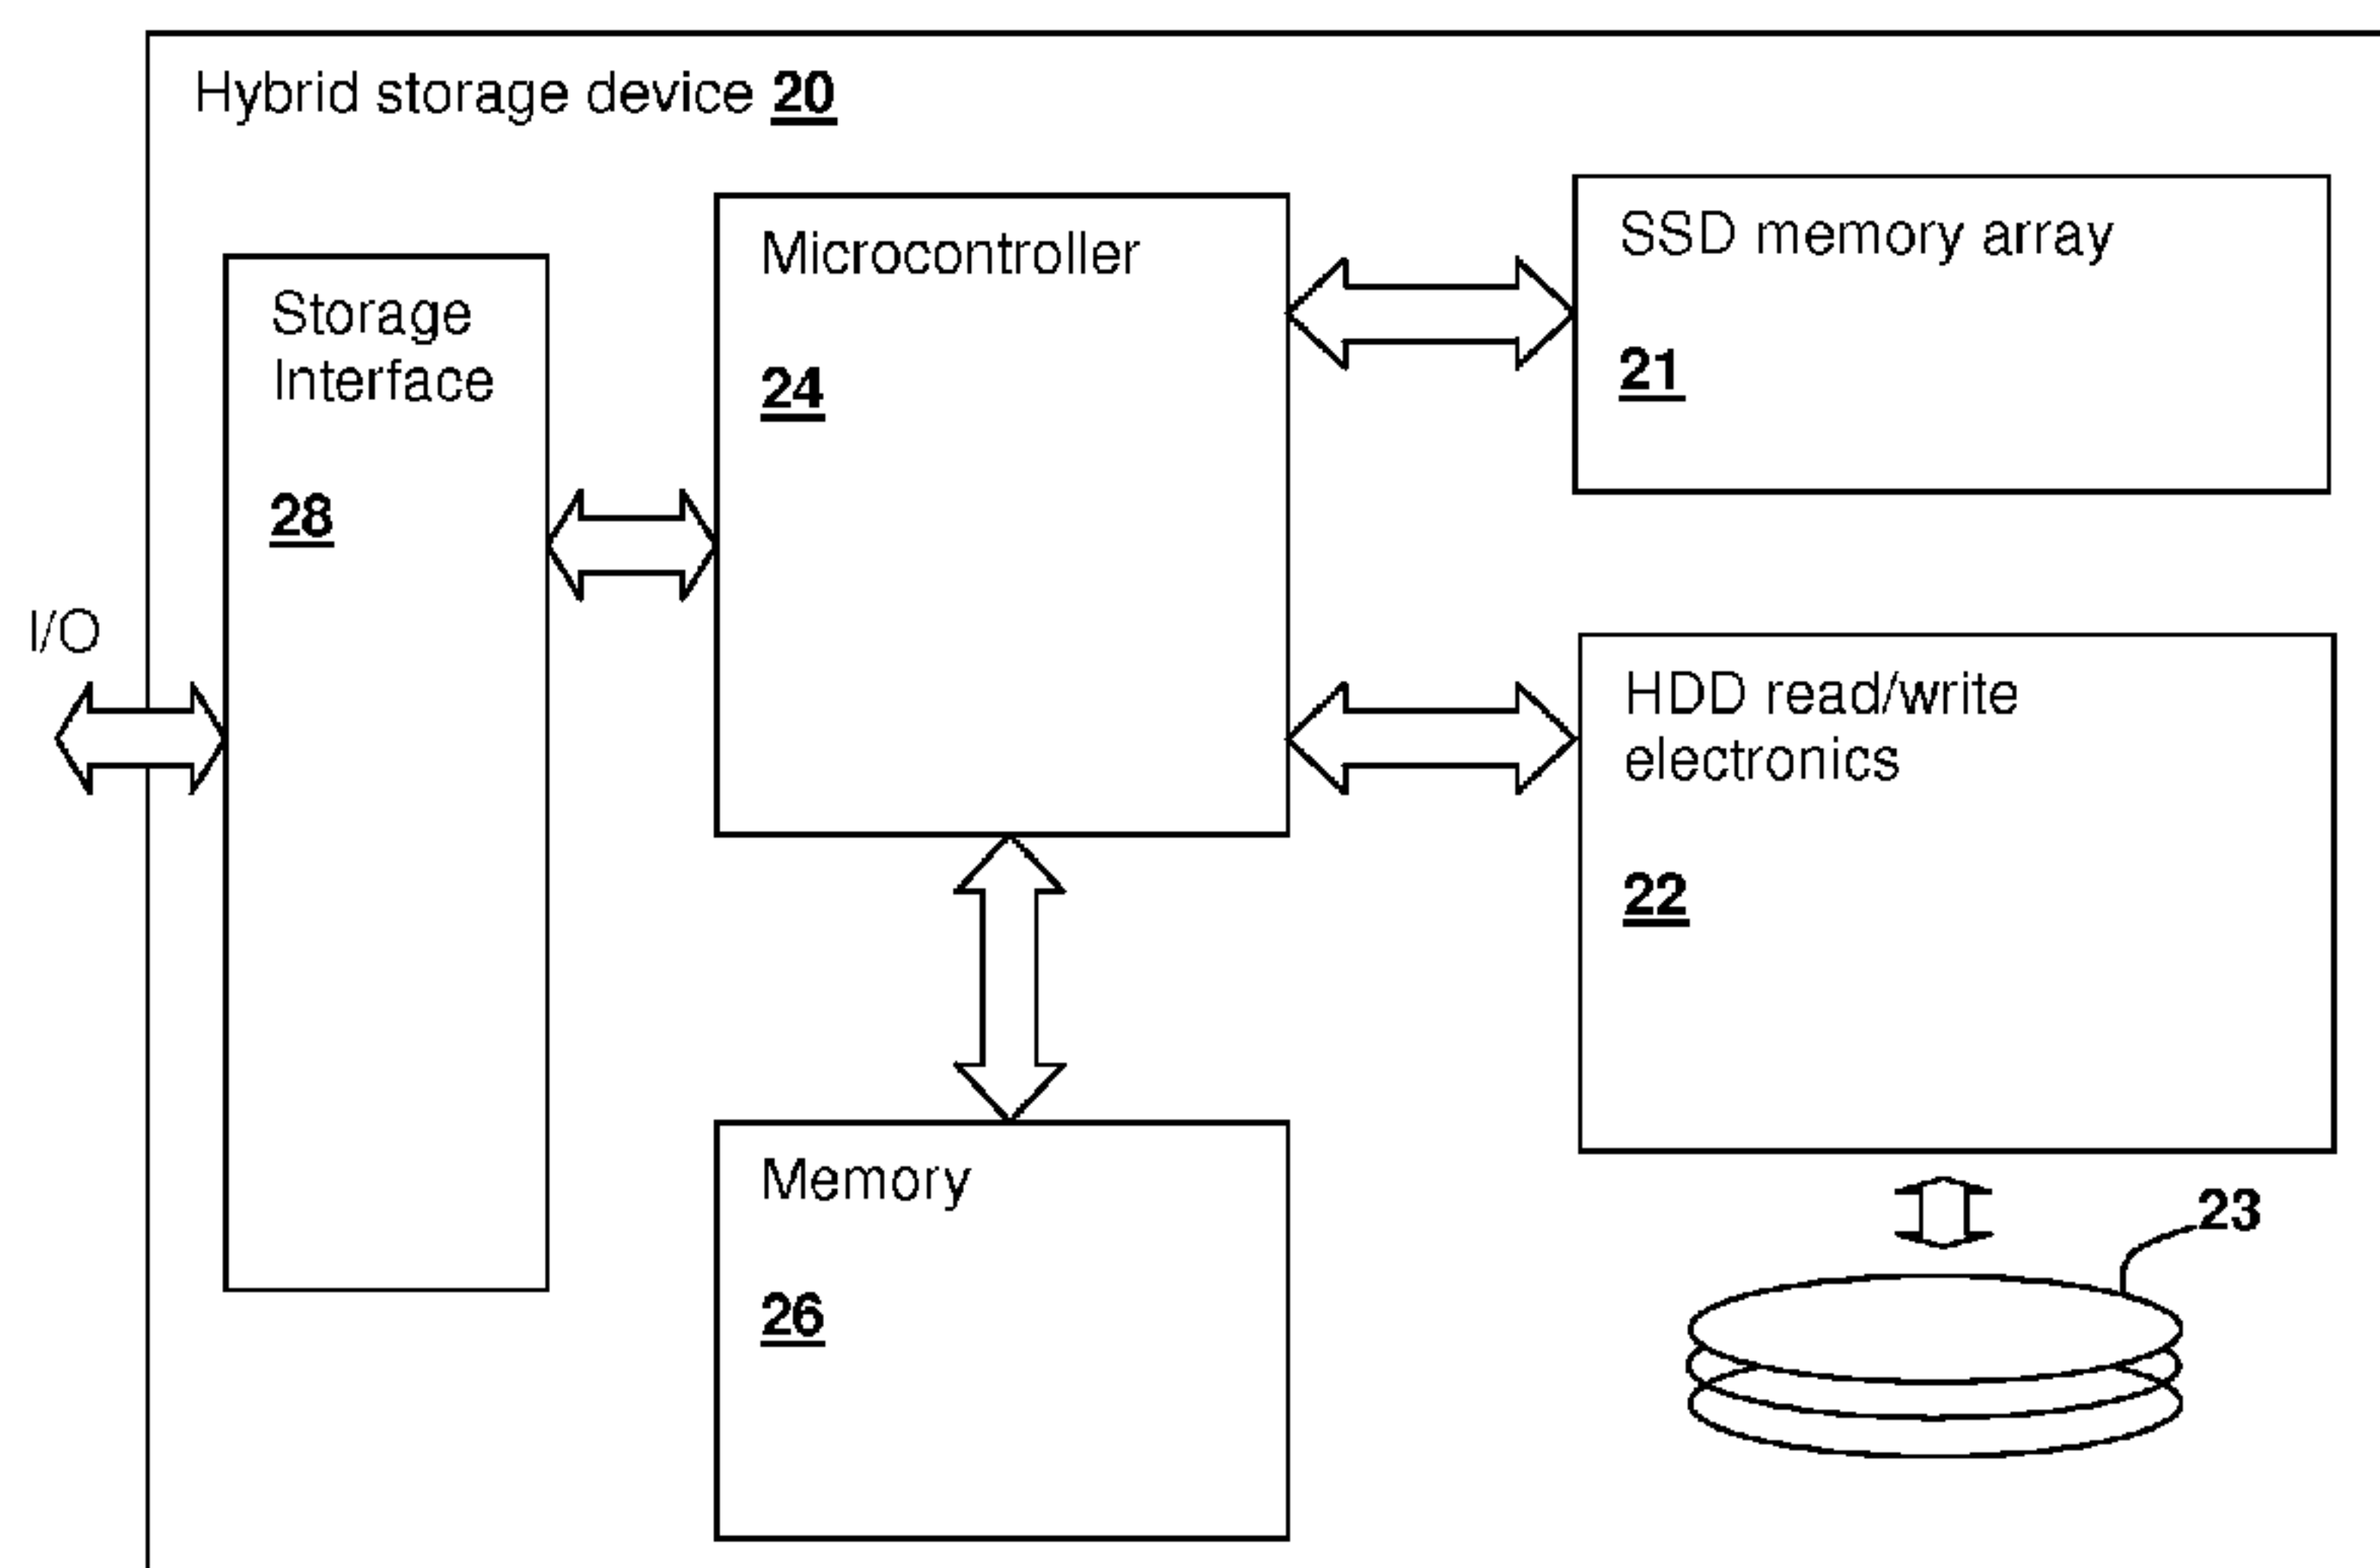 Hybrid storage device 20
Storage
Interface
28
I/O
Microcontroller
24
SSD memory array
21
HDD read/write
electronics
22
Memory
26
23